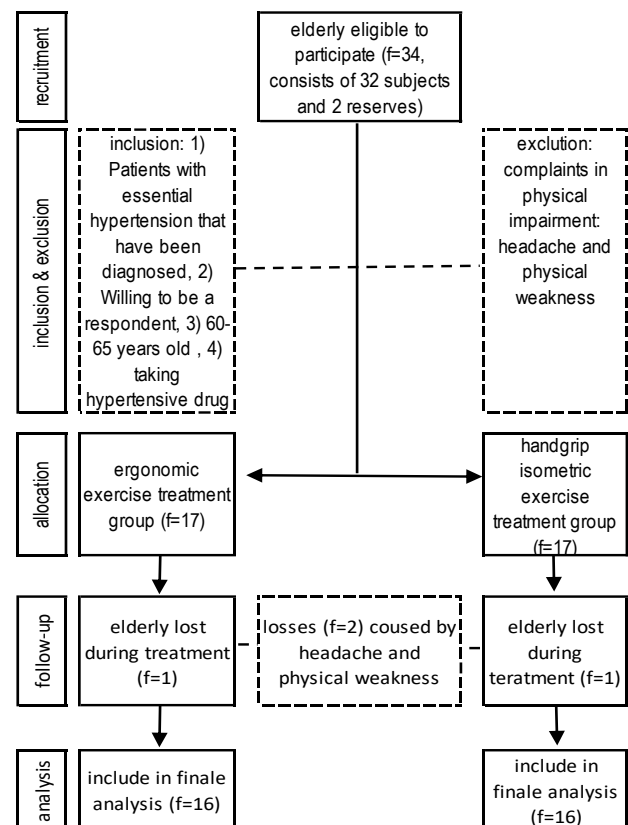 recruitment
elderly eligible to
participate (f=34,
consists of 32 subjects
and 2 reserves)
inclusion & exclusion
inclusion: 1)
Patients with
essential
hypertension that
have been
diagnosed, 2)
Willing to be a
respondent, 3) 60-
65 years old , 4)
taking
hypertensive drug
exclution:
complaints in
physical
impairment:
headache and
physical
weakness
allocation
ergonomic
exercise treatment
group (f=17)
handgrip
isometric
exercise
treatment group
(f=17)
follow-up
elderly lost
during treatment
(f=1)
losses (f=2) coused by
headache and
physical weakness
elderly lost
during
teratment (f=1)
analysis
include in finale
analysis (f=16)
include in
finale analysis
(f=16)